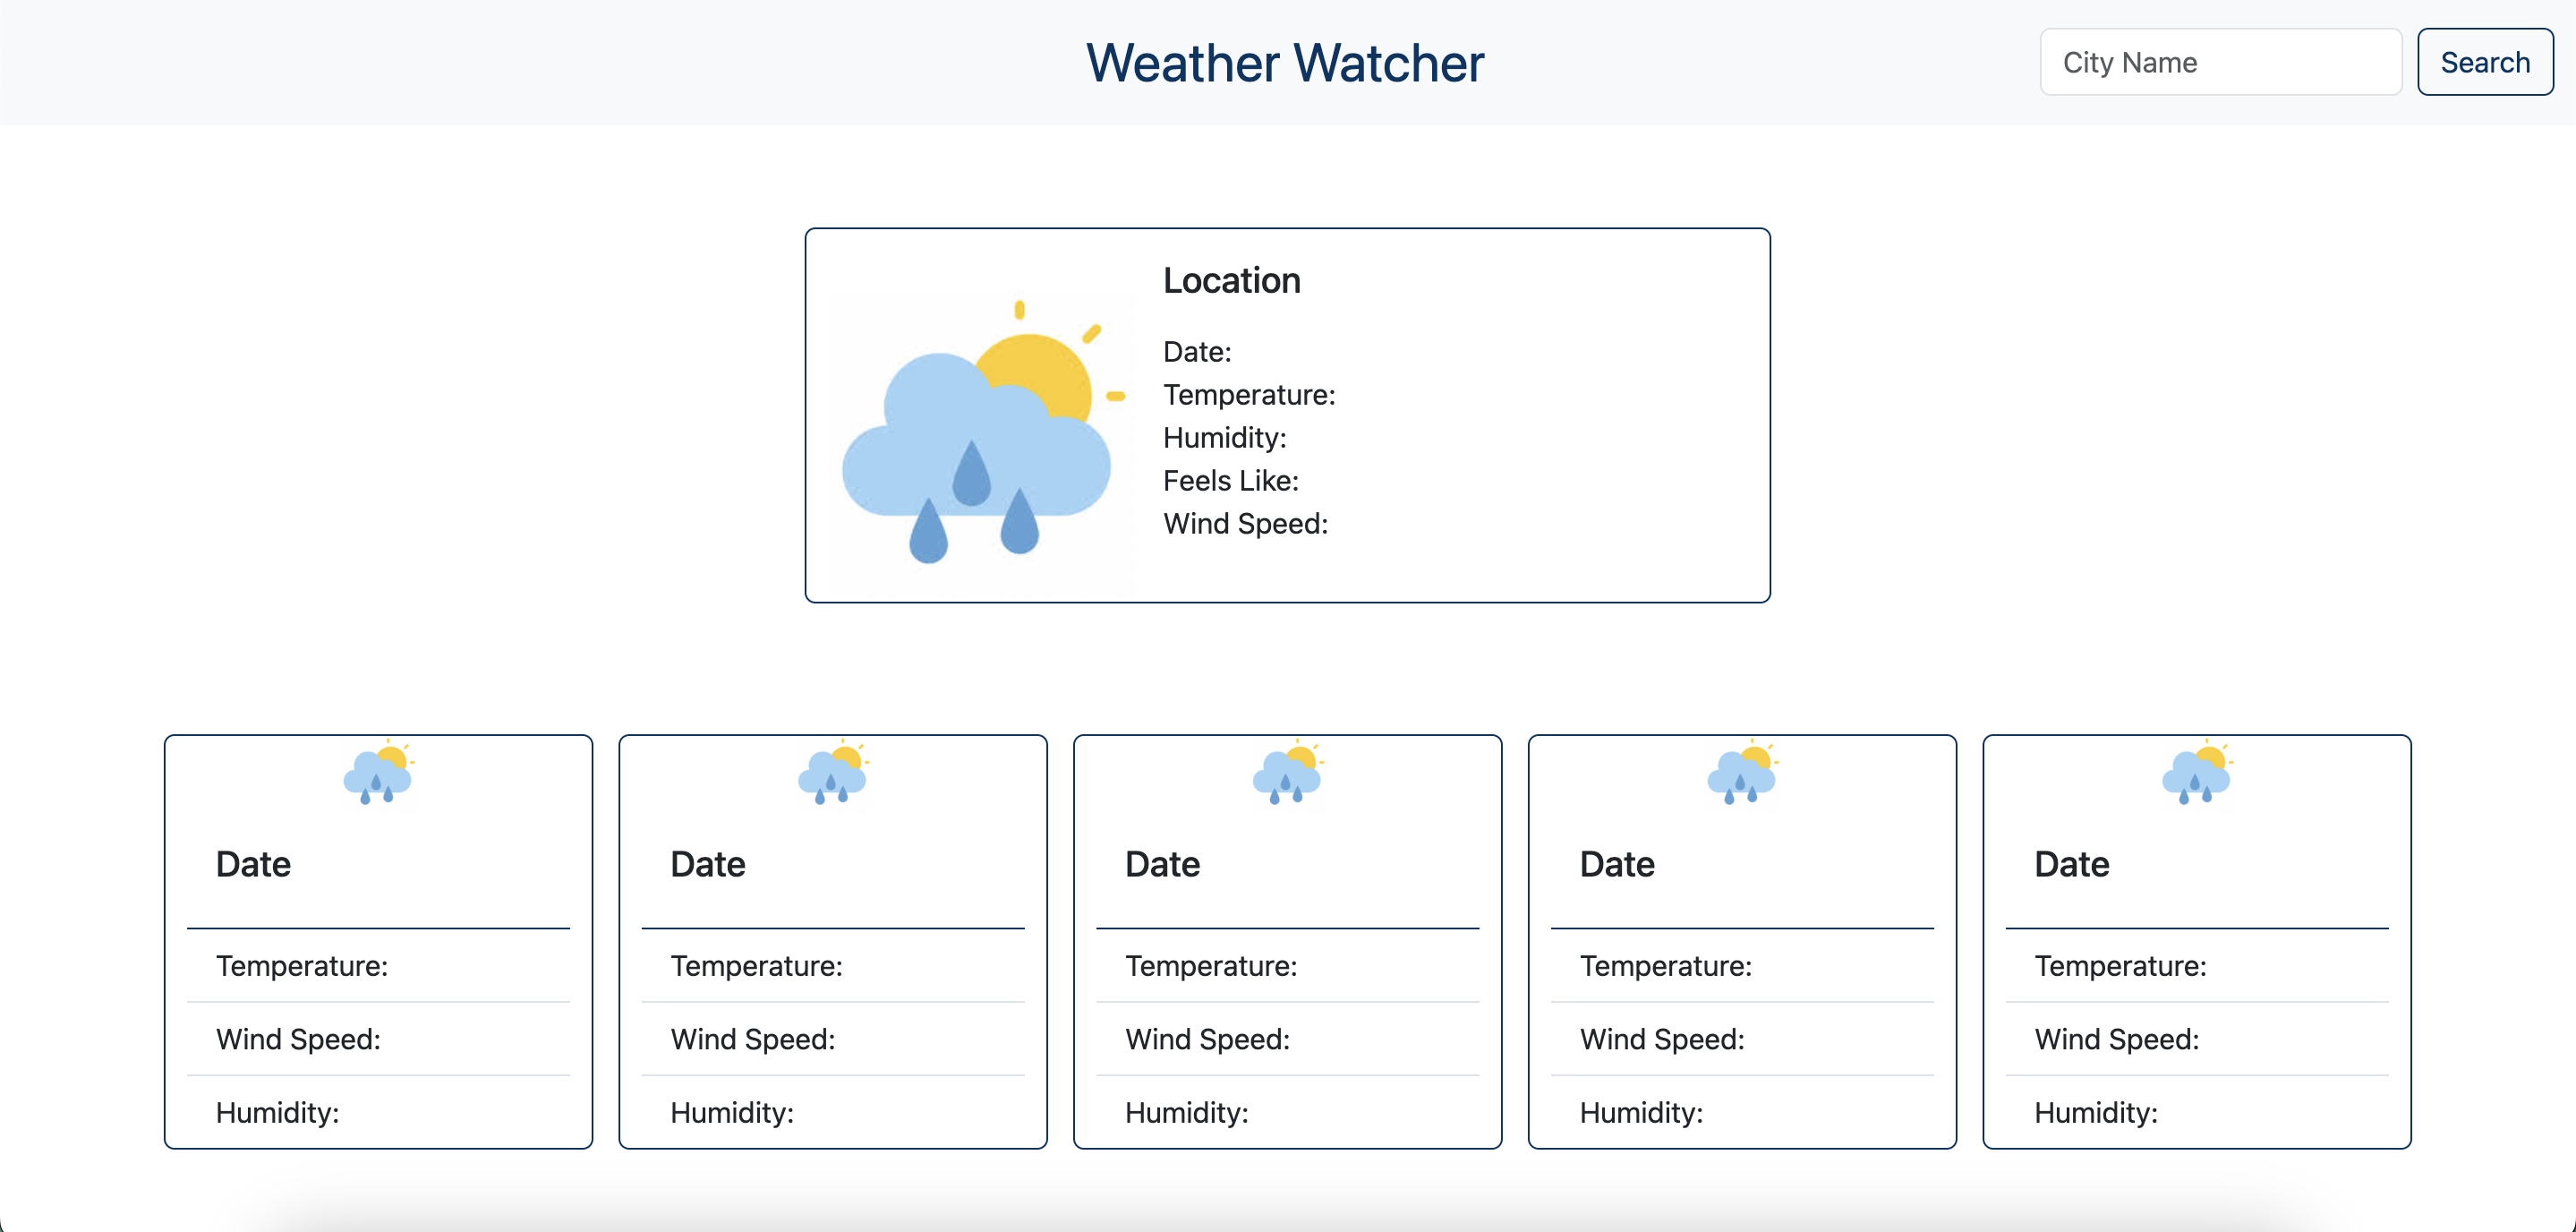 Weather Watcher
City Name
Search
Location
Date:
Temperature:
Humidity:
Feels Like:
Wind Speed:
Date
Temperature:
Wind Speed:
Humidity:
Date
Temperature:
Wind Speed:
Humidity:
Date
Temperature:
Wind Speed:
Humidity:
Date
Temperature:
Wind Speed:
Humidity:
Date
Temperature:
Wind Speed:
Humidity: